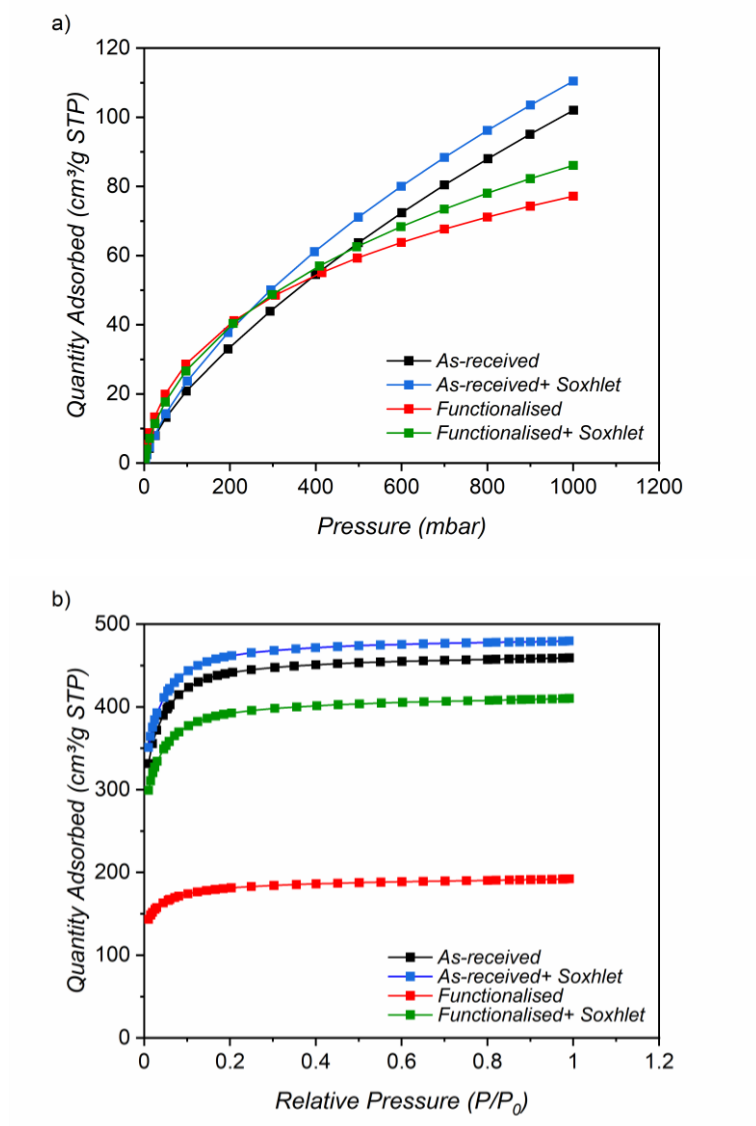 a)
120
100
80
60
40
20
0
Quantity Adsorbed (cm³/g STP)
As-received
As-received+ Soxhlet
Functionalised
Functionalised+ Soxhlet
0 200 400 600 800 1000 1200
Pressure (mbar)
b)
500
400
300
200
100
0
Quantity Adsorbed (cm³/g STP)
As-received
As-received+ Soxhlet
Functionalised
Functionalised+ Soxhlet
0 0.2 0.4 0.6 0.8 1 1.2
Relative Pressure (P/P₀)